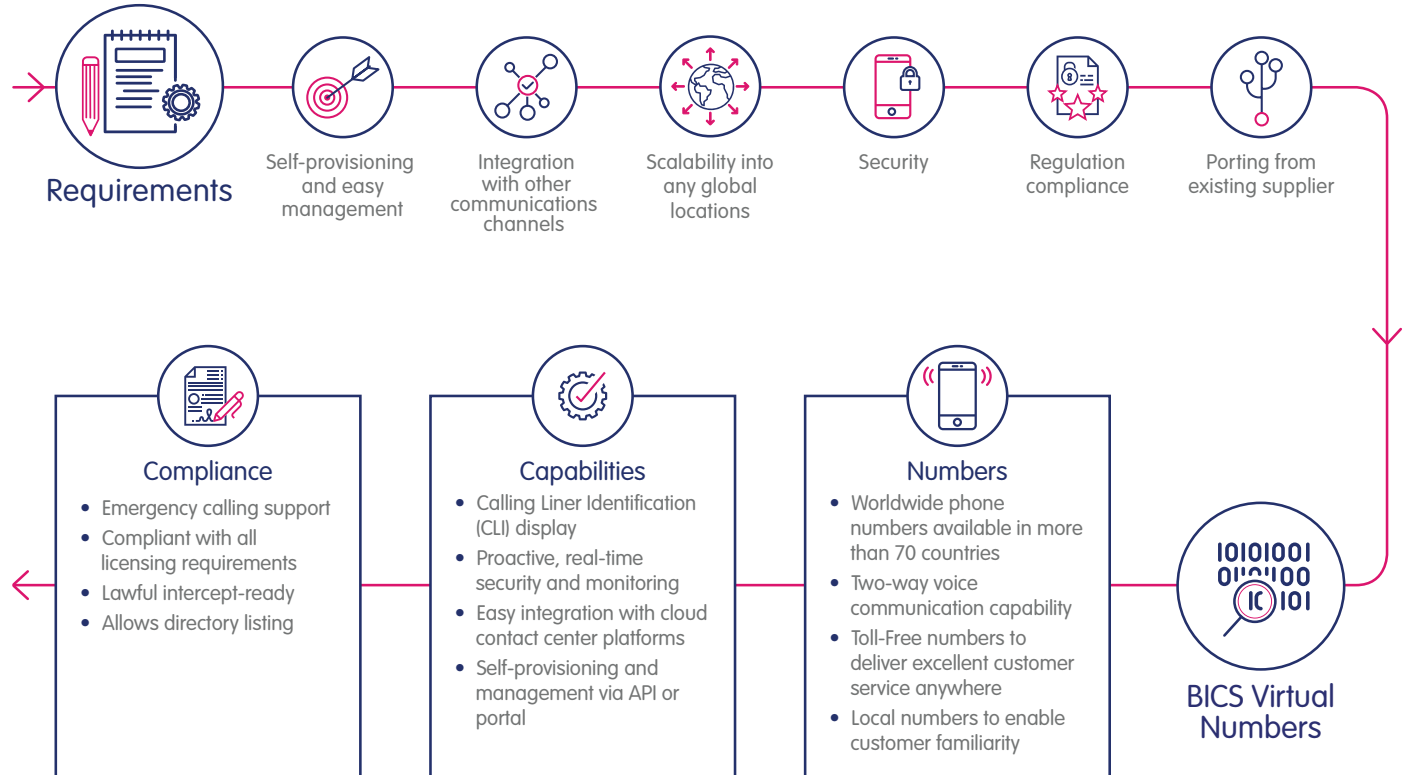 Requirements
Self-provisioning
and easy
management
Integration
with other
communications
channels
Scalability into
any global
locations
Security
Regulation
compliance
Porting from
existing supplier
Compliance
• Emergency calling support
• Compliant with all
licensing requirements
• Lawful intercept-ready
• Allows directory listing
Capabilities
• Calling Liner Identification
(CLI) display
• Proactive, real-time
security and monitoring
• Easy integration with cloud
contact center platforms
• Self-provisioning and
management via API or
portal
Numbers
• Worldwide phone
numbers available in more
than 70 countries
• Two-way voice
communication capability
• Toll-Free numbers to
deliver excellent customer
service anywhere
• Local numbers to enable
customer familiarity
10101001
IC 101
BICS Virtual
Numbers